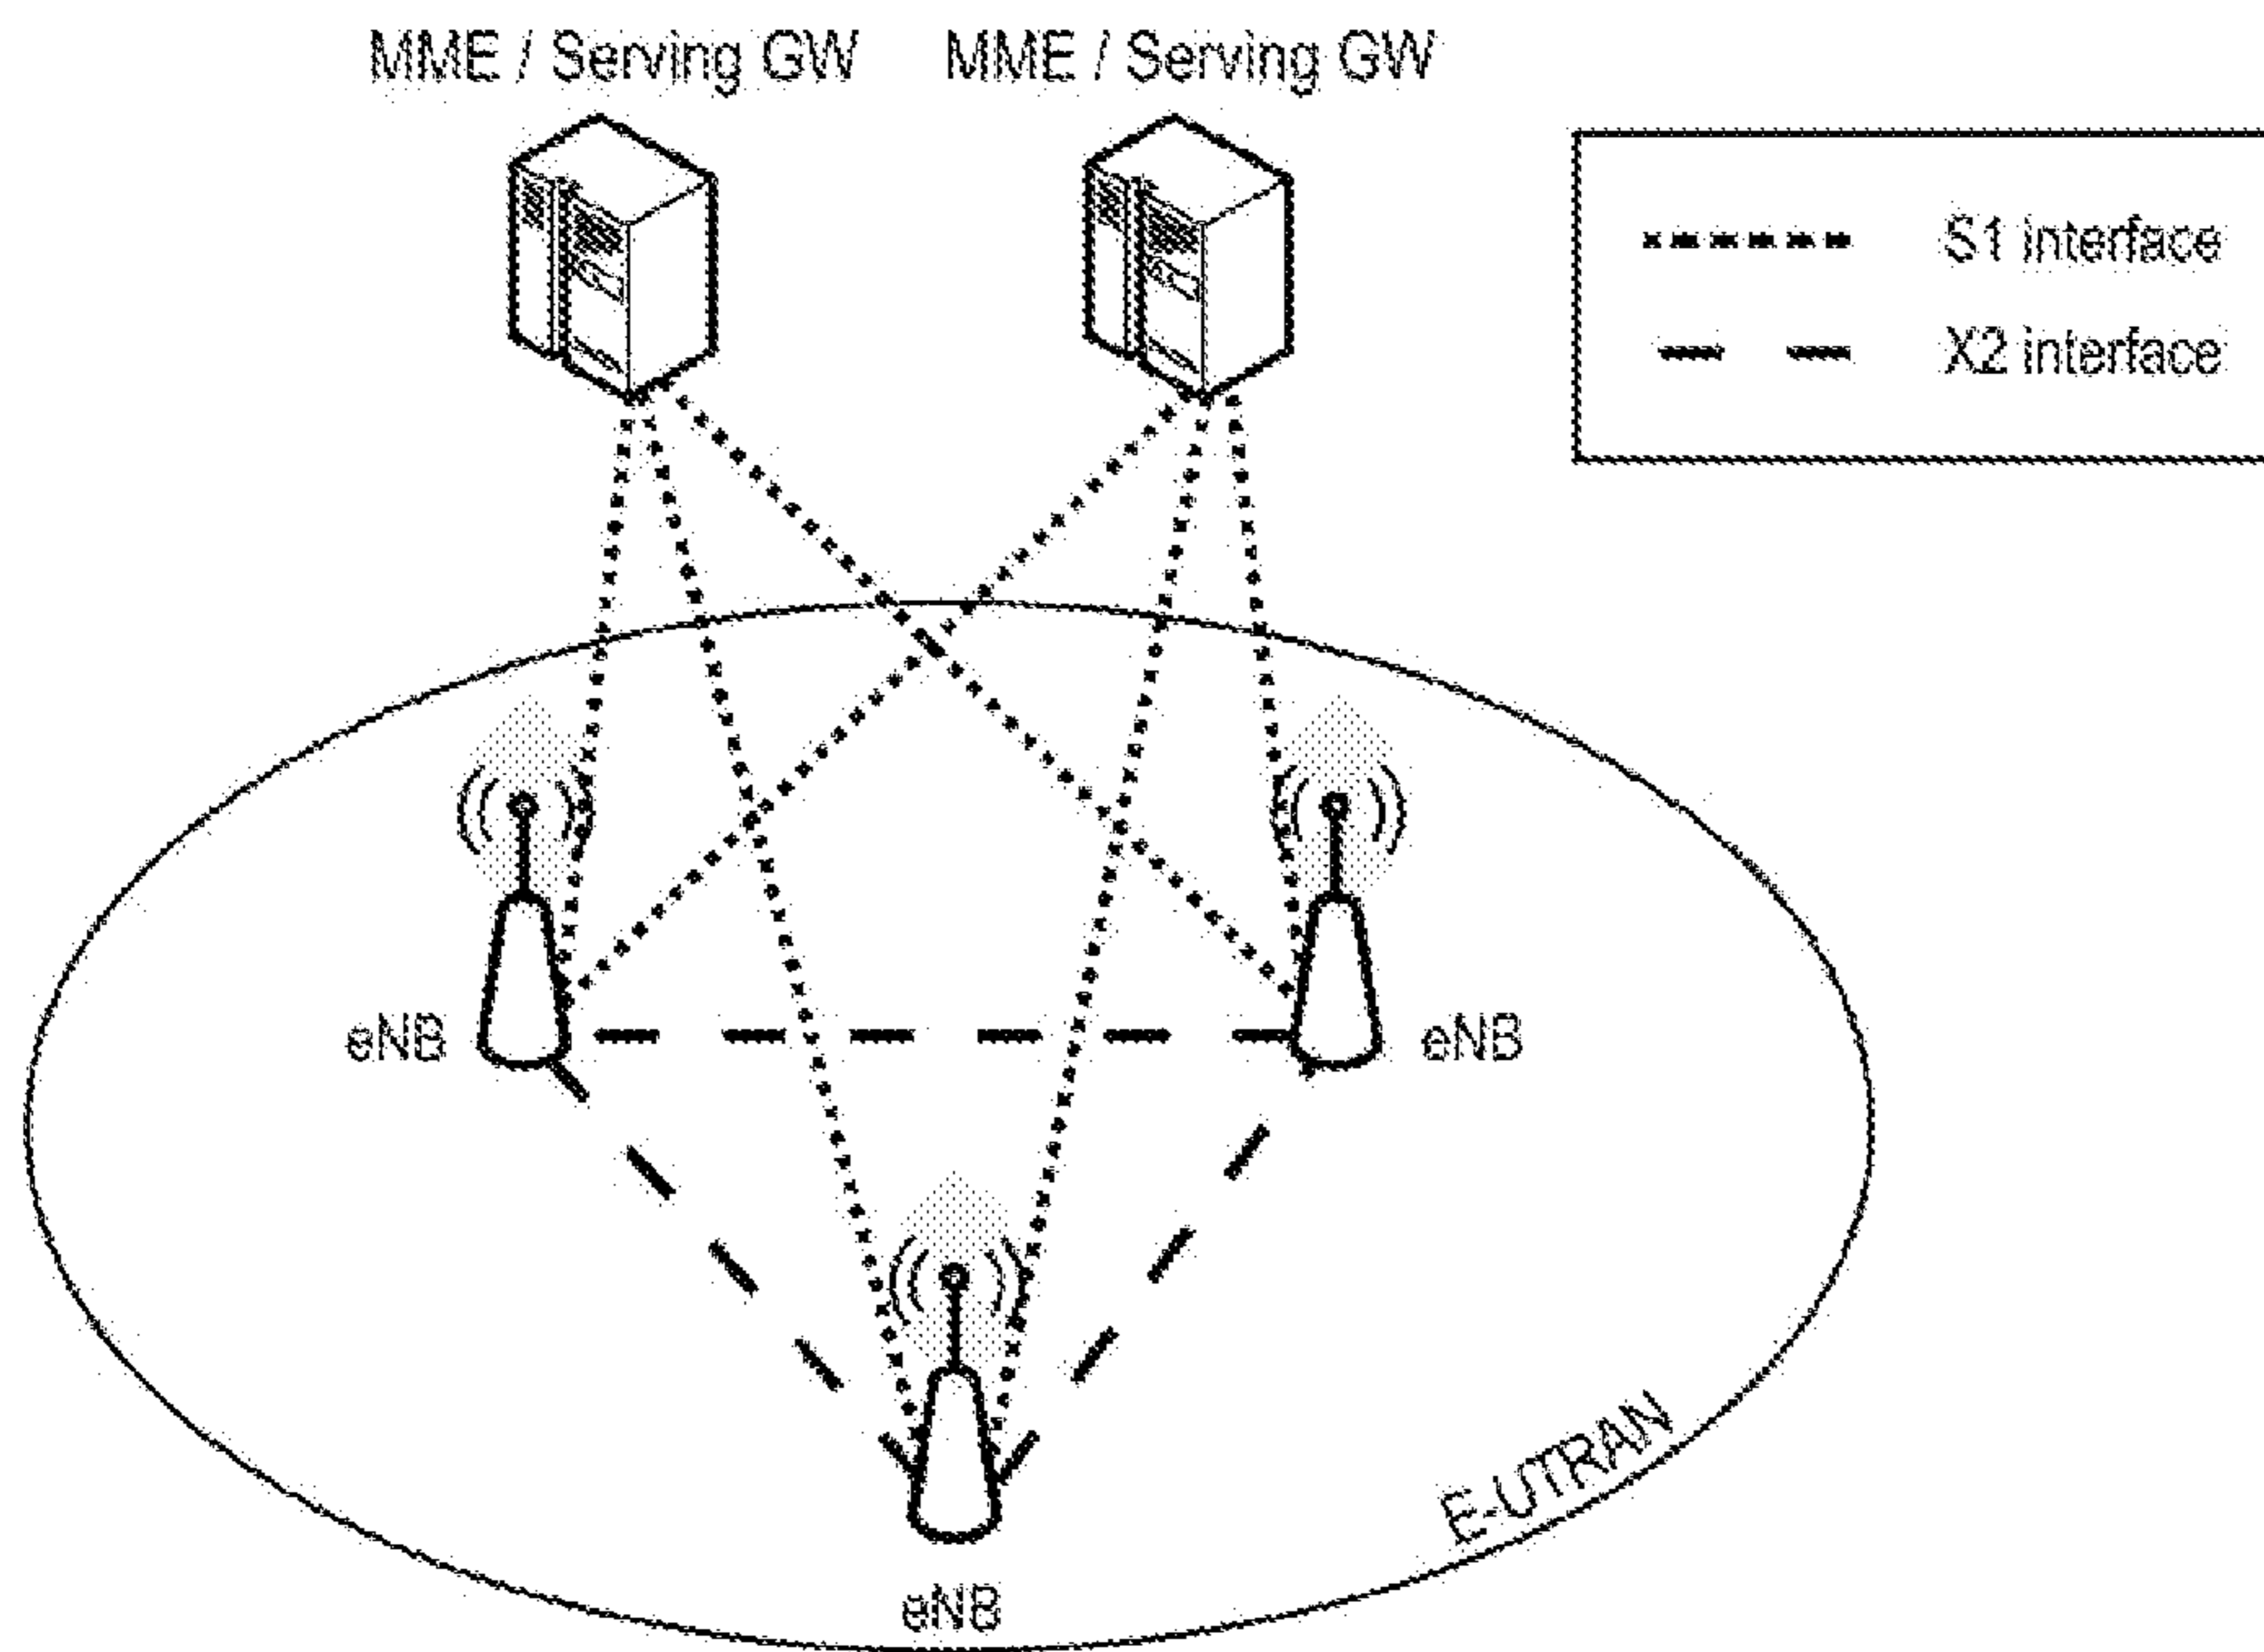 MME / Serving GW MME / Serving GW
S1 interface
X2 interface
eNB eNB
E-UTRAN
eNB